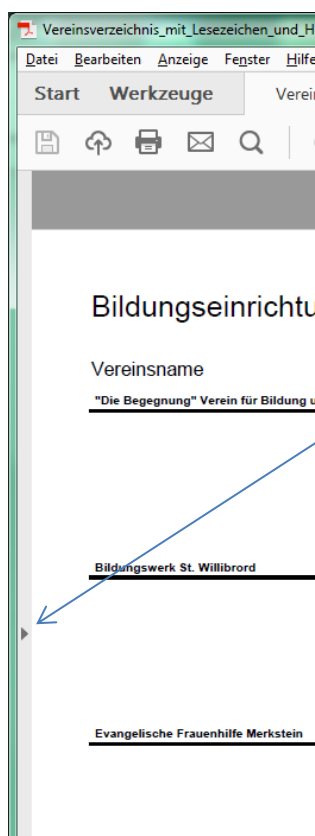 Vereinsverzeichnis_mit_Lesezeichen_und_H
Datei Bearbeiten Anzeige Fenster Hilfe
Start Werkzeuge Verein
Bildungseinrichtu
Vereinsname
"Die Begegnung" Verein für Bildung u
Bildungswerk St. Willibrord
Evangelische Frauenhilfe Merkstein